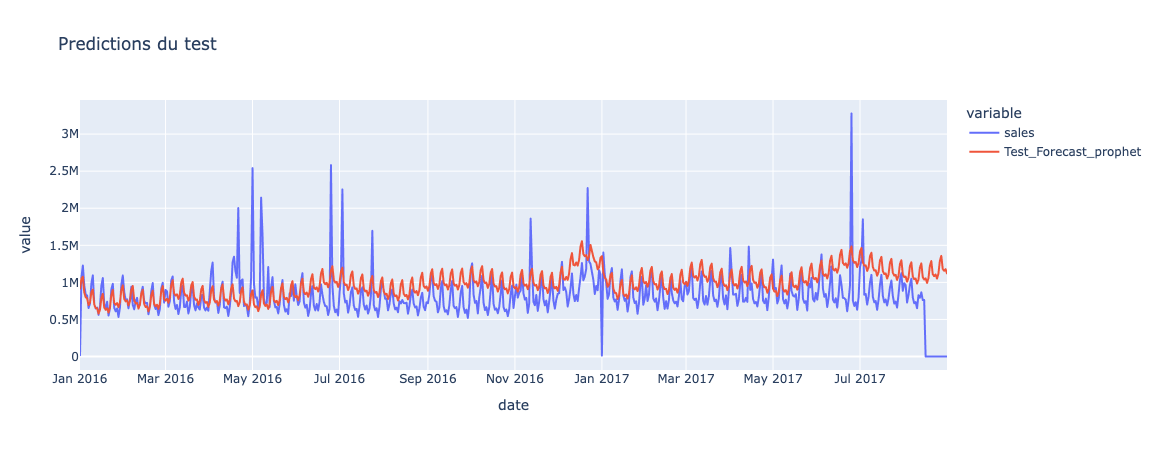 Predictions du test
variable
sales
Test_Forecast_prophet
3M
2.5M
2M
1.5M
1M
0.5M
0
value
Jan 2016 Mar 2016 May 2016 Jul 2016 Sep 2016 Nov 2016 Jan 2017 Mar 2017 May 2017 Jul 2017
date